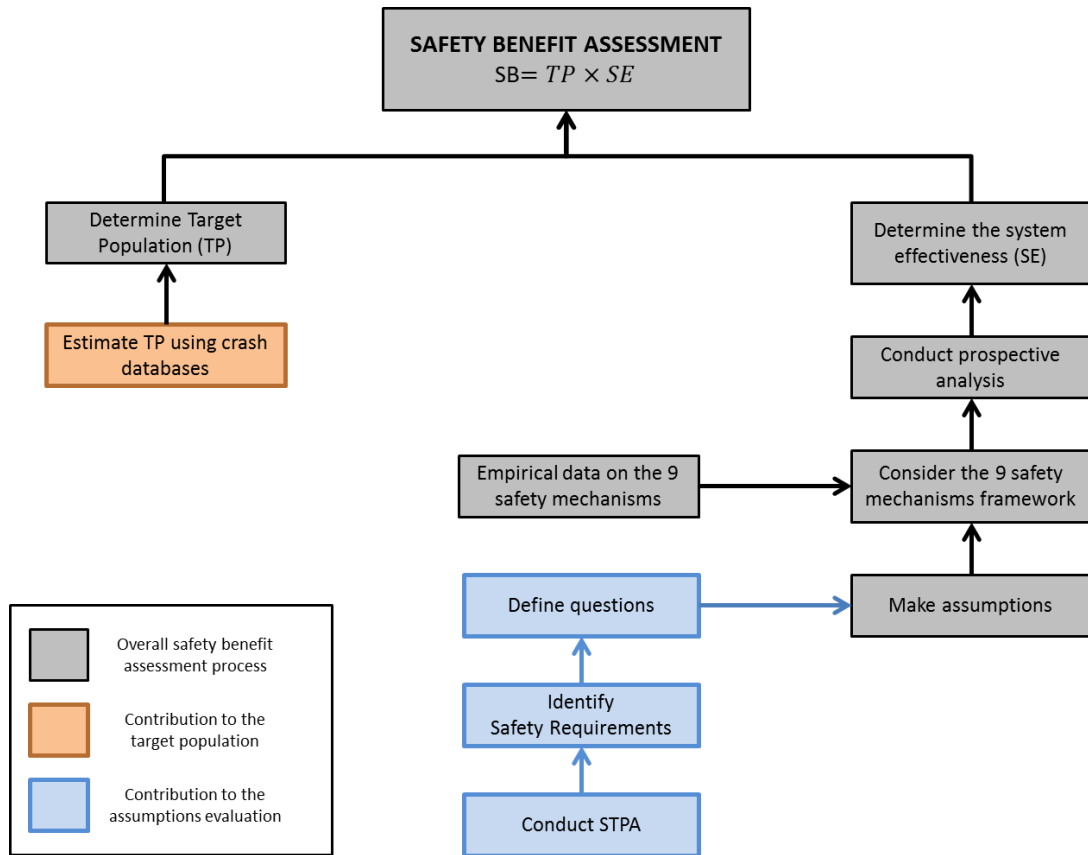 SAFETY BENEFIT ASSESSMENT
SB= TP × SE
Determine Target
Population (TP)
Determine the system
effectiveness (SE)
Estimate TP using crash
databases
Conduct prospective
analysis
Empirical data on the 9
safety mechanisms
Consider the 9 safety
mechanisms framework
Define questions
Make assumptions
Identify
Safety Requirements
Conduct STPA
Overall safety benefit
assessment process
Contribution to the
target population
Contribution to the
assumptions evaluation